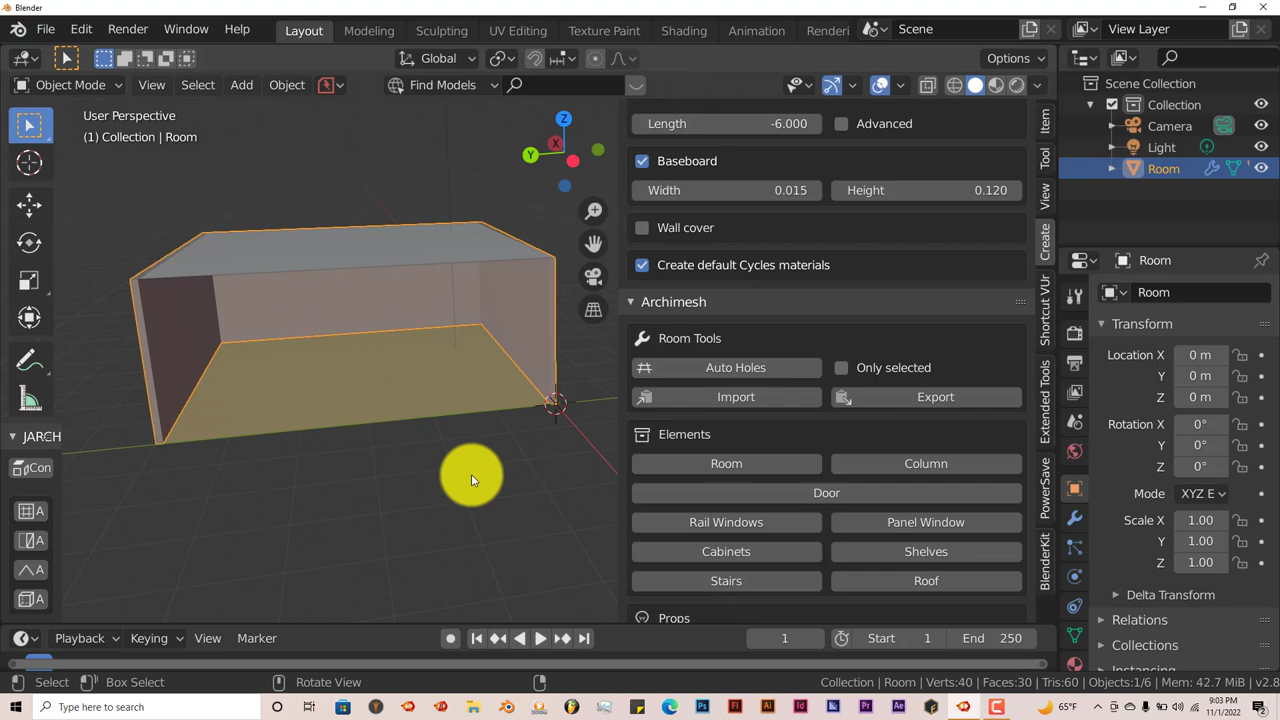 Blender
File Edit Render Window Help
Layout Modeling Sculpting UV Editing Texture Paint Shading Animation Renderi
Scene
View Layer
Global
Options
Object Mode View Select Add Object
Find Models
User Perspective
(1) Collection | Room
Z
X
Y
JARCH
Con
A
A
A
A
Length -6.000
Advanced
Baseboard
Width 0.015
Height 0.120
Wall cover
Create default Cycles materials
Archimesh
Room Tools
Auto Holes
Only selected
Import
Export
Elements
Room
Column
Door
Rail Windows
Panel Window
Cabinets
Shelves
Stairs
Roof
Props
Item
Tool
View
Create
Shortcut VUr
Extended Tools
PowerSave
BlenderKit
Scene Collection
Collection
Camera
Light
Room
Room
Room
Transform
Location X 0 m
Y 0 m
Z 0 m
Rotation X 0°
Y 0°
Z 0°
Mode XYZ E
Scale X 1.00
Y 1.00
Z 1.00
Delta Transform
Relations
Collections
Instancing
Playback Keying View Marker
1
Start 1
End 250
Select
Box Select
Rotate View
Collection | Room | Verts:40 | Faces:30 | Tris:60 | Objects:1/6 | Mem: 42.7 MiB | v2.8
Type here to search
65°F
9:03 PM
11/1/2022